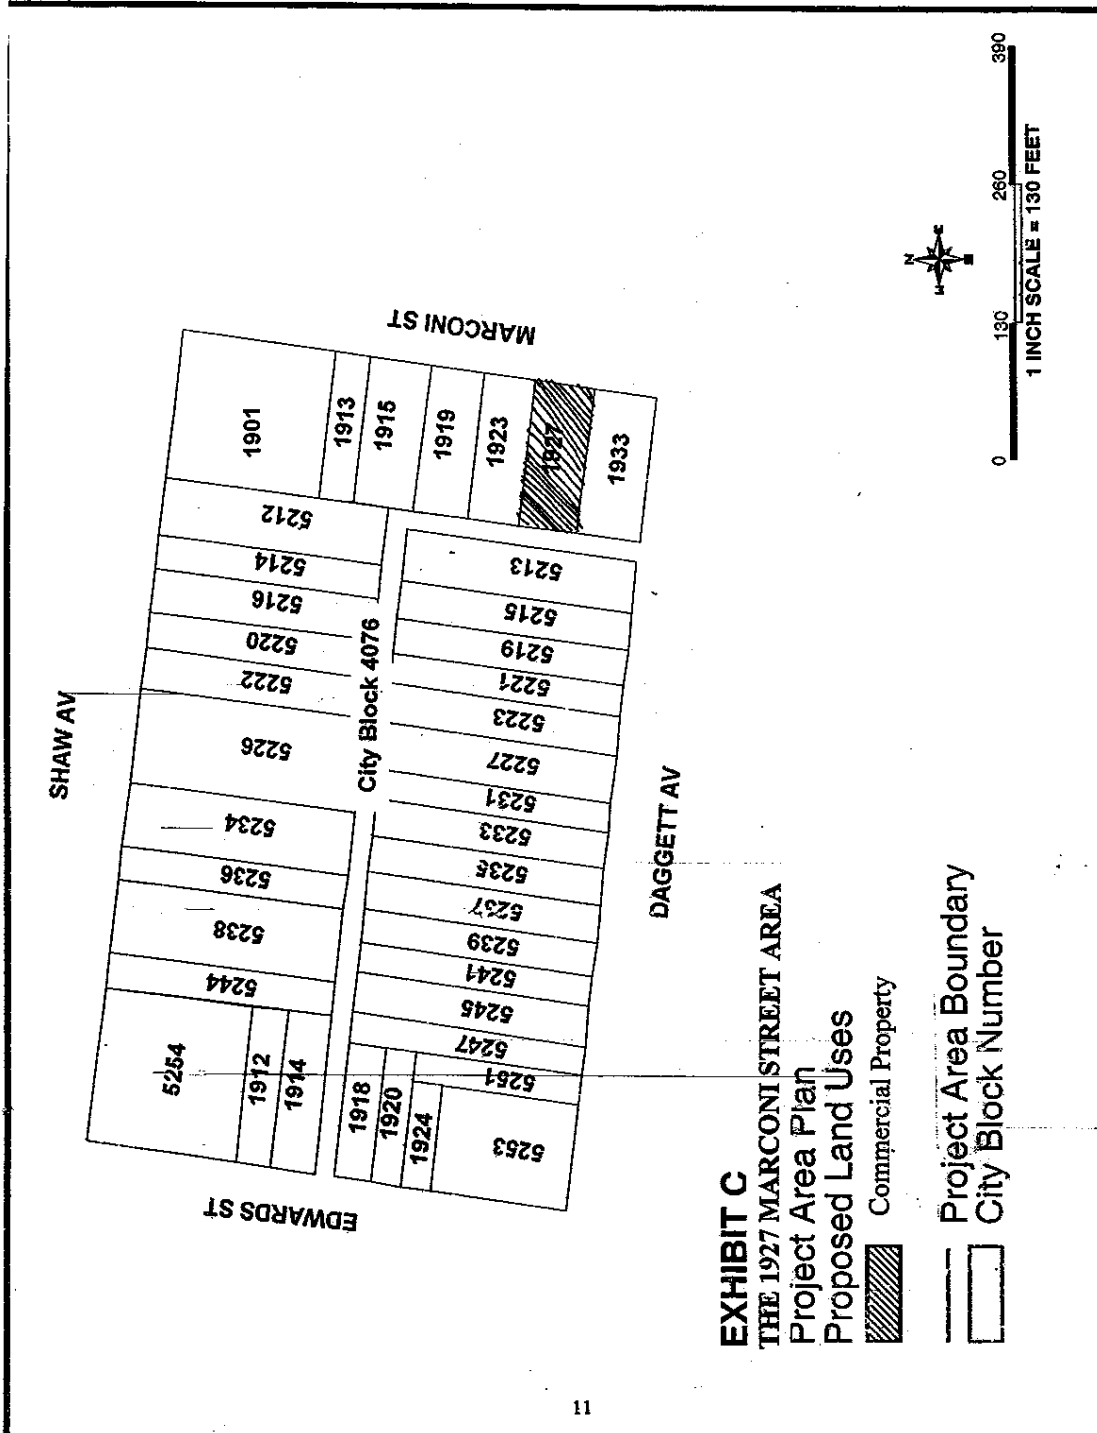 SHAW AV
MARCONI ST
EDWARDS ST
DAGGETT AV
City Block 4076
5254
1912
1914
5244
5238
5236
5234
5226
5222
5220
5216
5214
5212
1901
1913
1915
1919
1923
1927
1933
1918
1920
1924
5253
5251
5247
5245
5241
5239
5237
5235
5233
5231
5227
5223
5221
5219
5215
5213
EXHIBIT C
THE 1927 MARCONI STREET AREA
Project Area Plan
Proposed Land Uses
Commercial Property
Project Area Boundary
City Block Number
N
W
0 130 260 390
1 INCH SCALE = 130 FEET
11